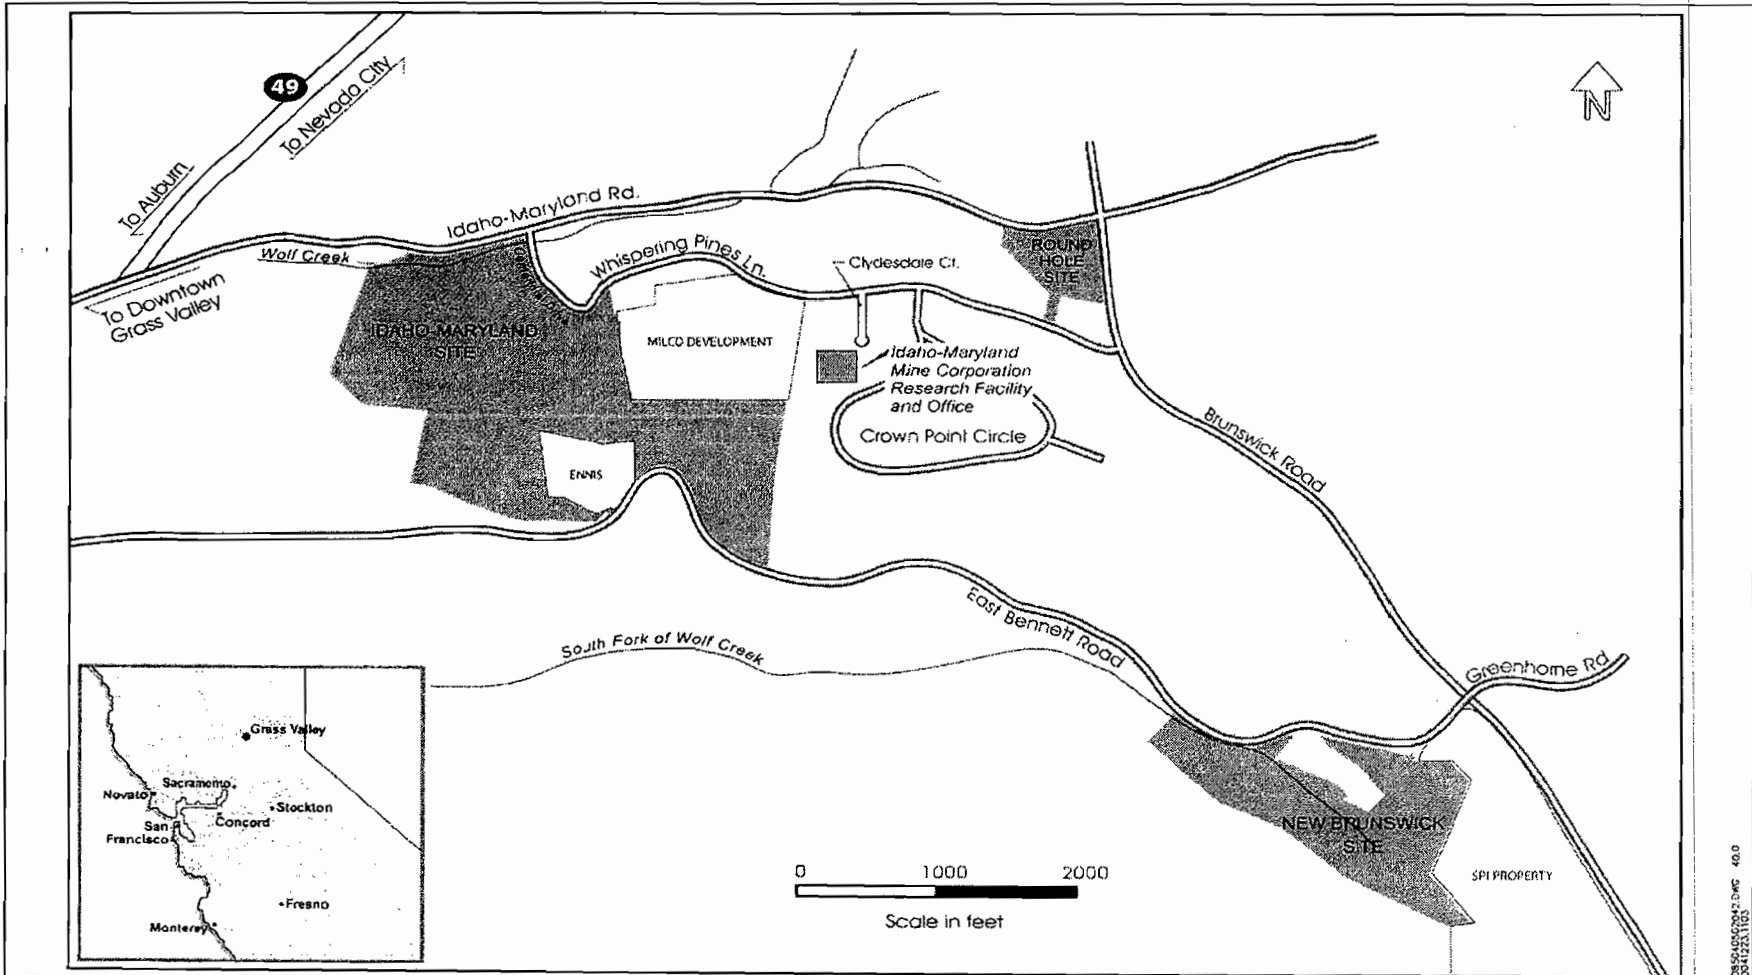 49
To Nevada City
To Auburn
N
Idaho-Maryland Rd.
Wolf Creek
To Downtown
Grass Valley
Whispering Pines Ln.
Clydesdale Ct.
ROUND
HOLE
SITE
IDAHO-MARYLAND
SITE
MILCO DEVELOPMENT
Idaho-Maryland
Mine Corporation
Research Facility
and Office
Crown Point Circle
Brunswick Road
ENNIS
East Bennett Road
South Fork of Wolf Creek
Greenhorne Rd
Grass Valley
Sacramento
Novato
Stockton
Concord
San
Francisco
Fresno
Monterey
NEW BRUNSWICK
SITE
SPI PROPERTY
0 1000 2000
Scale in feet